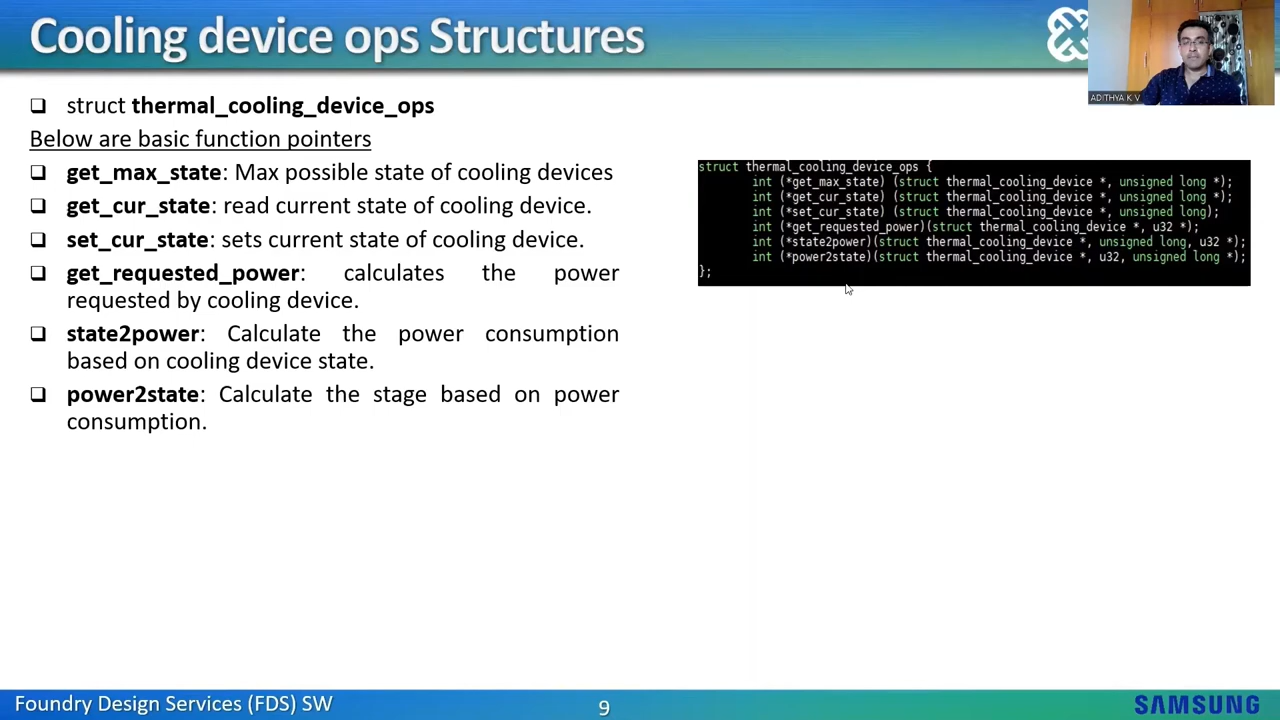 Cooling device ops Structures
ADITHYA K V
❑ struct thermal_cooling_device_ops
Below are basic function pointers
❑ get_max_state: Max possible state of cooling devices
❑ get_cur_state: read current state of cooling device.
❑ set_cur_state: sets current state of cooling device.
❑ get_requested_power: calculates the power
requested by cooling device.
❑ state2power: Calculate the power consumption
based on cooling device state.
❑ power2state: Calculate the stage based on power
consumption.
struct thermal_cooling_device_ops {
int (*get_max_state) (struct thermal_cooling_device *, unsigned long *);
int (*get_cur_state) (struct thermal_cooling_device *, unsigned long *);
int (*set_cur_state) (struct thermal_cooling_device *, unsigned long);
int (*get_requested_power)(struct thermal_cooling_device *, u32 *);
int (*state2power)(struct thermal_cooling_device *, unsigned long, u32 *);
int (*power2state)(struct thermal_cooling_device *, u32, unsigned long *);
};
Foundry Design Services (FDS) SW
9
SAMSUNG